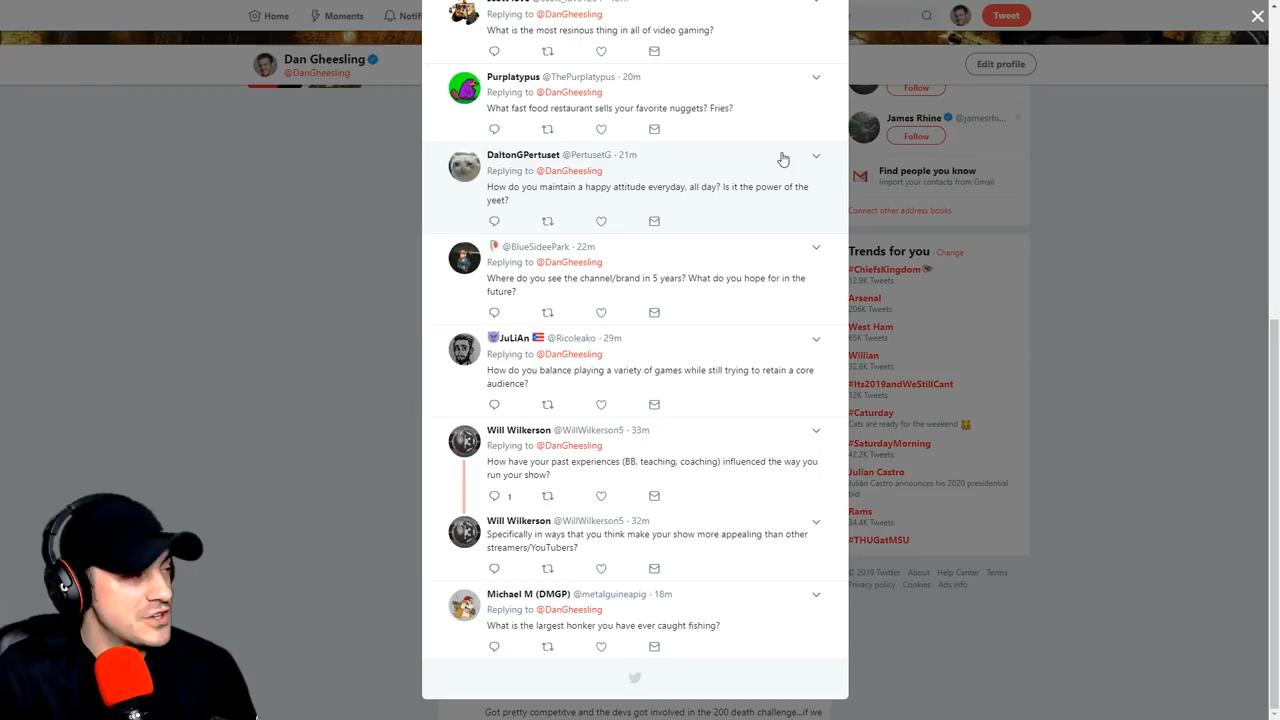 Home
Moments
Tweet
Dan Gheesling
@DanGheesling
Edit profile
Replying to @DanGheesling
What is the most resinous thing in all of video gaming?
Purplatypus @ThePurplatypus · 20m
Replying to @DanGheesling
What fast food restaurant sells your favorite nuggets? Fries?
DaltonGPertuset @PertusetG · 21m
Replying to @DanGheesling
How do you maintain a happy attitude everyday, all day? Is it the power of the
yeet?
@BlueSideePark · 22m
Replying to @DanGheesling
Where do you see the channel/brand in 5 years? What do you hope for in the
future?
JuLiAn @Ricoleako · 29m
Replying to @DanGheesling
How do you balance playing a variety of games while still trying to retain a core
audience?
Will Wilkerson @WillWilkerson5 · 33m
Replying to @DanGheesling
How have your past experiences (BB, teaching, coaching) influenced the way you
run your show?
1
Will Wilkerson @WillWilkerson5 · 32m
Specifically in ways that you think make your show more appealing than other
streamers/YouTubers?
Michael M (DMGP) @metalguineapig · 18m
Replying to @DanGheesling
What is the largest honker you have ever caught fishing?
Got pretty competitve and the devs got involved in the 200 death challenge...if we
Follow
James Rhine @jamesrhi...
Follow
Find people you know
Import your contacts from Gmail
Connect other address books
Trends for you · Change
#ChiefsKingdom
12.9K Tweets
Arsenal
206K Tweets
West Ham
65K Tweets
Willian
32.8K Tweets
#Its2019andWeStillCant
12K Tweets
#Caturday
Cats are ready for the weekend
#SaturdayMorning
42.2K Tweets
Julian Castro
Julián Castro announces his 2020 presidential
bid
Rams
34.4K Tweets
#THUGatMSU
© 2019 Twitter About Help Center Terms
Privacy policy Cookies Ads info